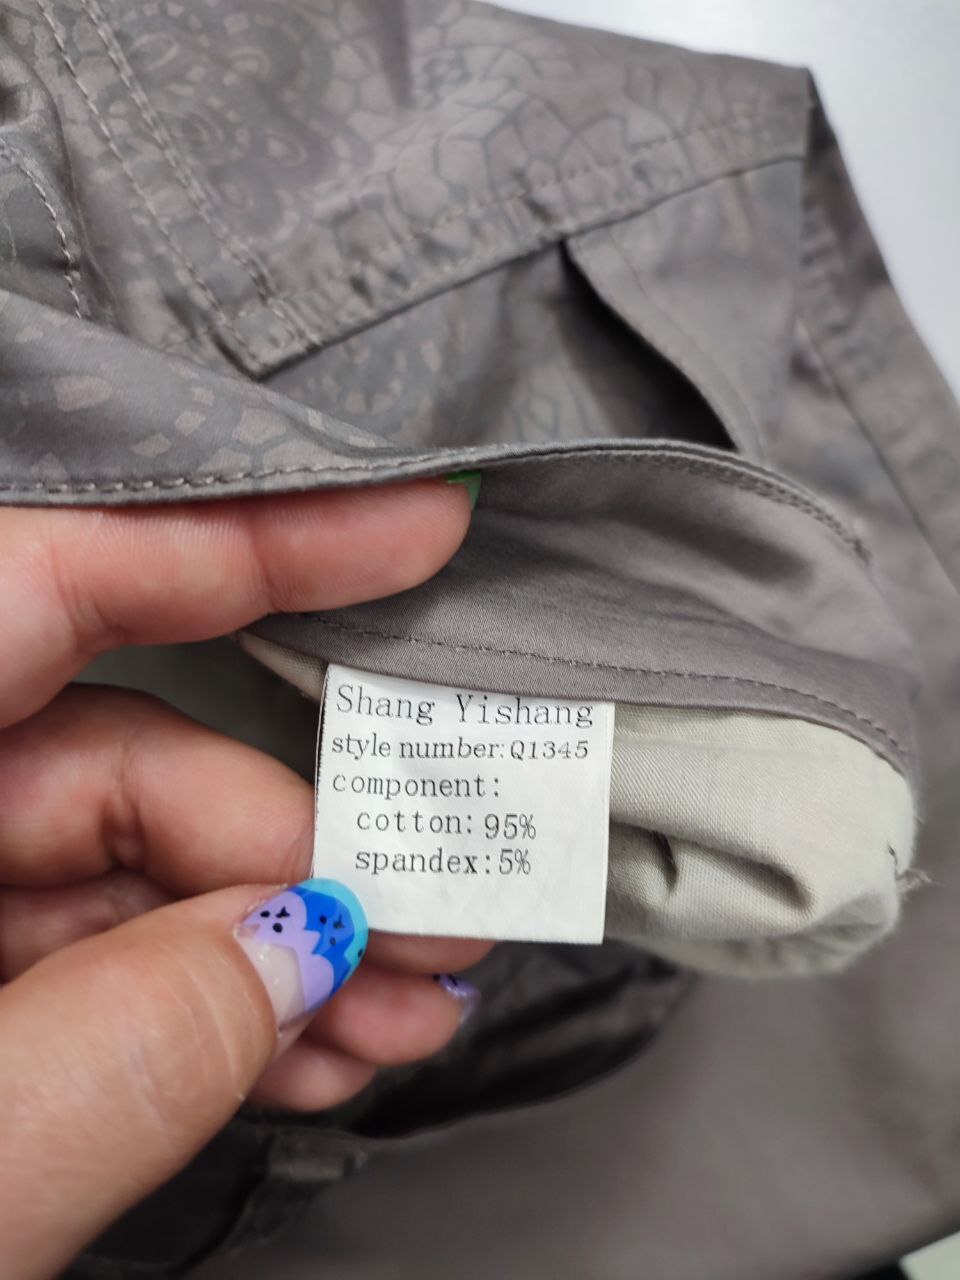 Shang Yishang
style number: Q1345
component:
cotton: 95%
spandex: 5%